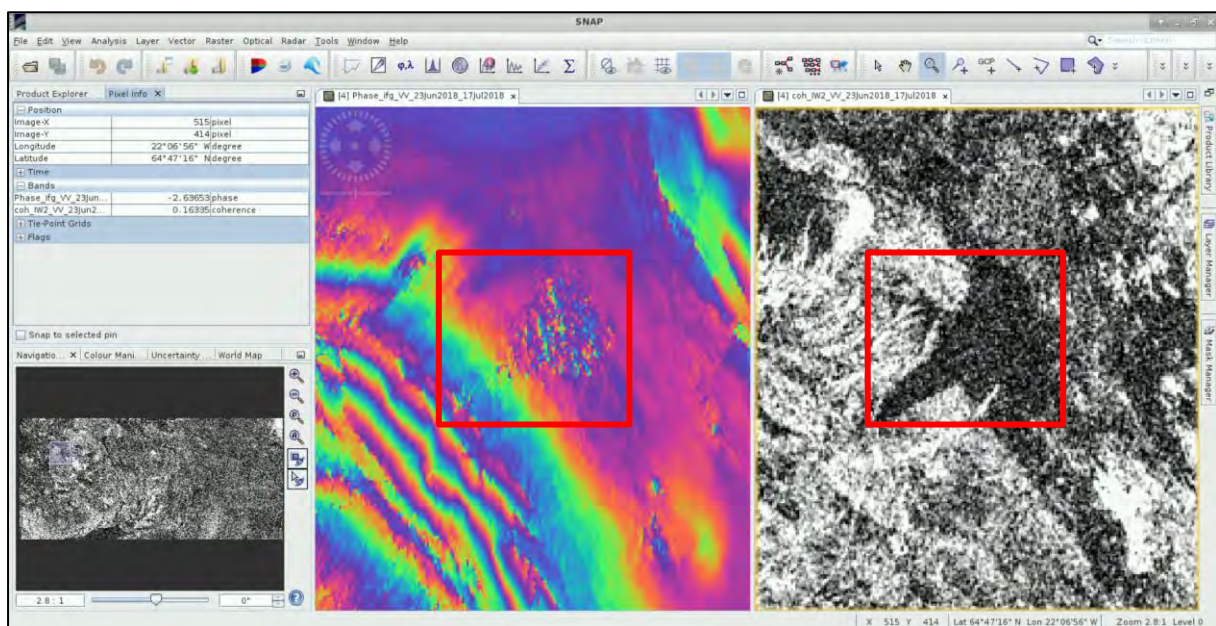 SNAP
File Edit View Analysis Layer Vector Raster Optical Radar Tools Window Help
φ,λ Σ GCP
Product Explorer Pixel Info X
Position
Image-X 515 pixel
Image-Y 414 pixel
Longitude 22°06'56" W degree
Latitude 64°47'16" N degree
Time
Bands
Phase_ifg_VV_23Jun... -2.63653 phase
coh_IW2_VV_23Jun2... 0.16335 coherence
Tie-Point Grids
Flags
Snap to selected pin
Navigatio... X Colour Mani... Uncertainty ... World Map
2.8 : 1 0°
[4] Phase_ifg_VV_23Jun2018_17Jul2018 x
[4] coh_IW2_VV_23Jun2018_17Jul2018 x
Product Library
Layer Manager
Mask Manager
X 515 Y 414 Lat 64°47'16" N Lon 22°06'56" W Zoom 2.8:1 Level 0